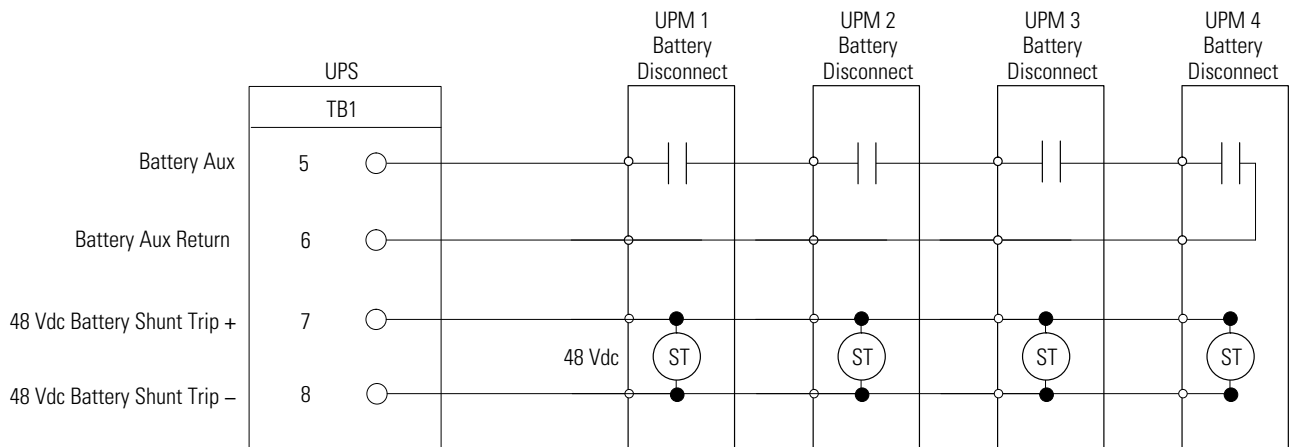 UPM 1
Battery
Disconnect
UPM 2
Battery
Disconnect
UPM 3
Battery
Disconnect
UPM 4
Battery
Disconnect
UPS
TB1
Battery Aux 5
Battery Aux Return 6
48 Vdc Battery Shunt Trip + 7
48 Vdc ST ST ST ST
48 Vdc Battery Shunt Trip – 8